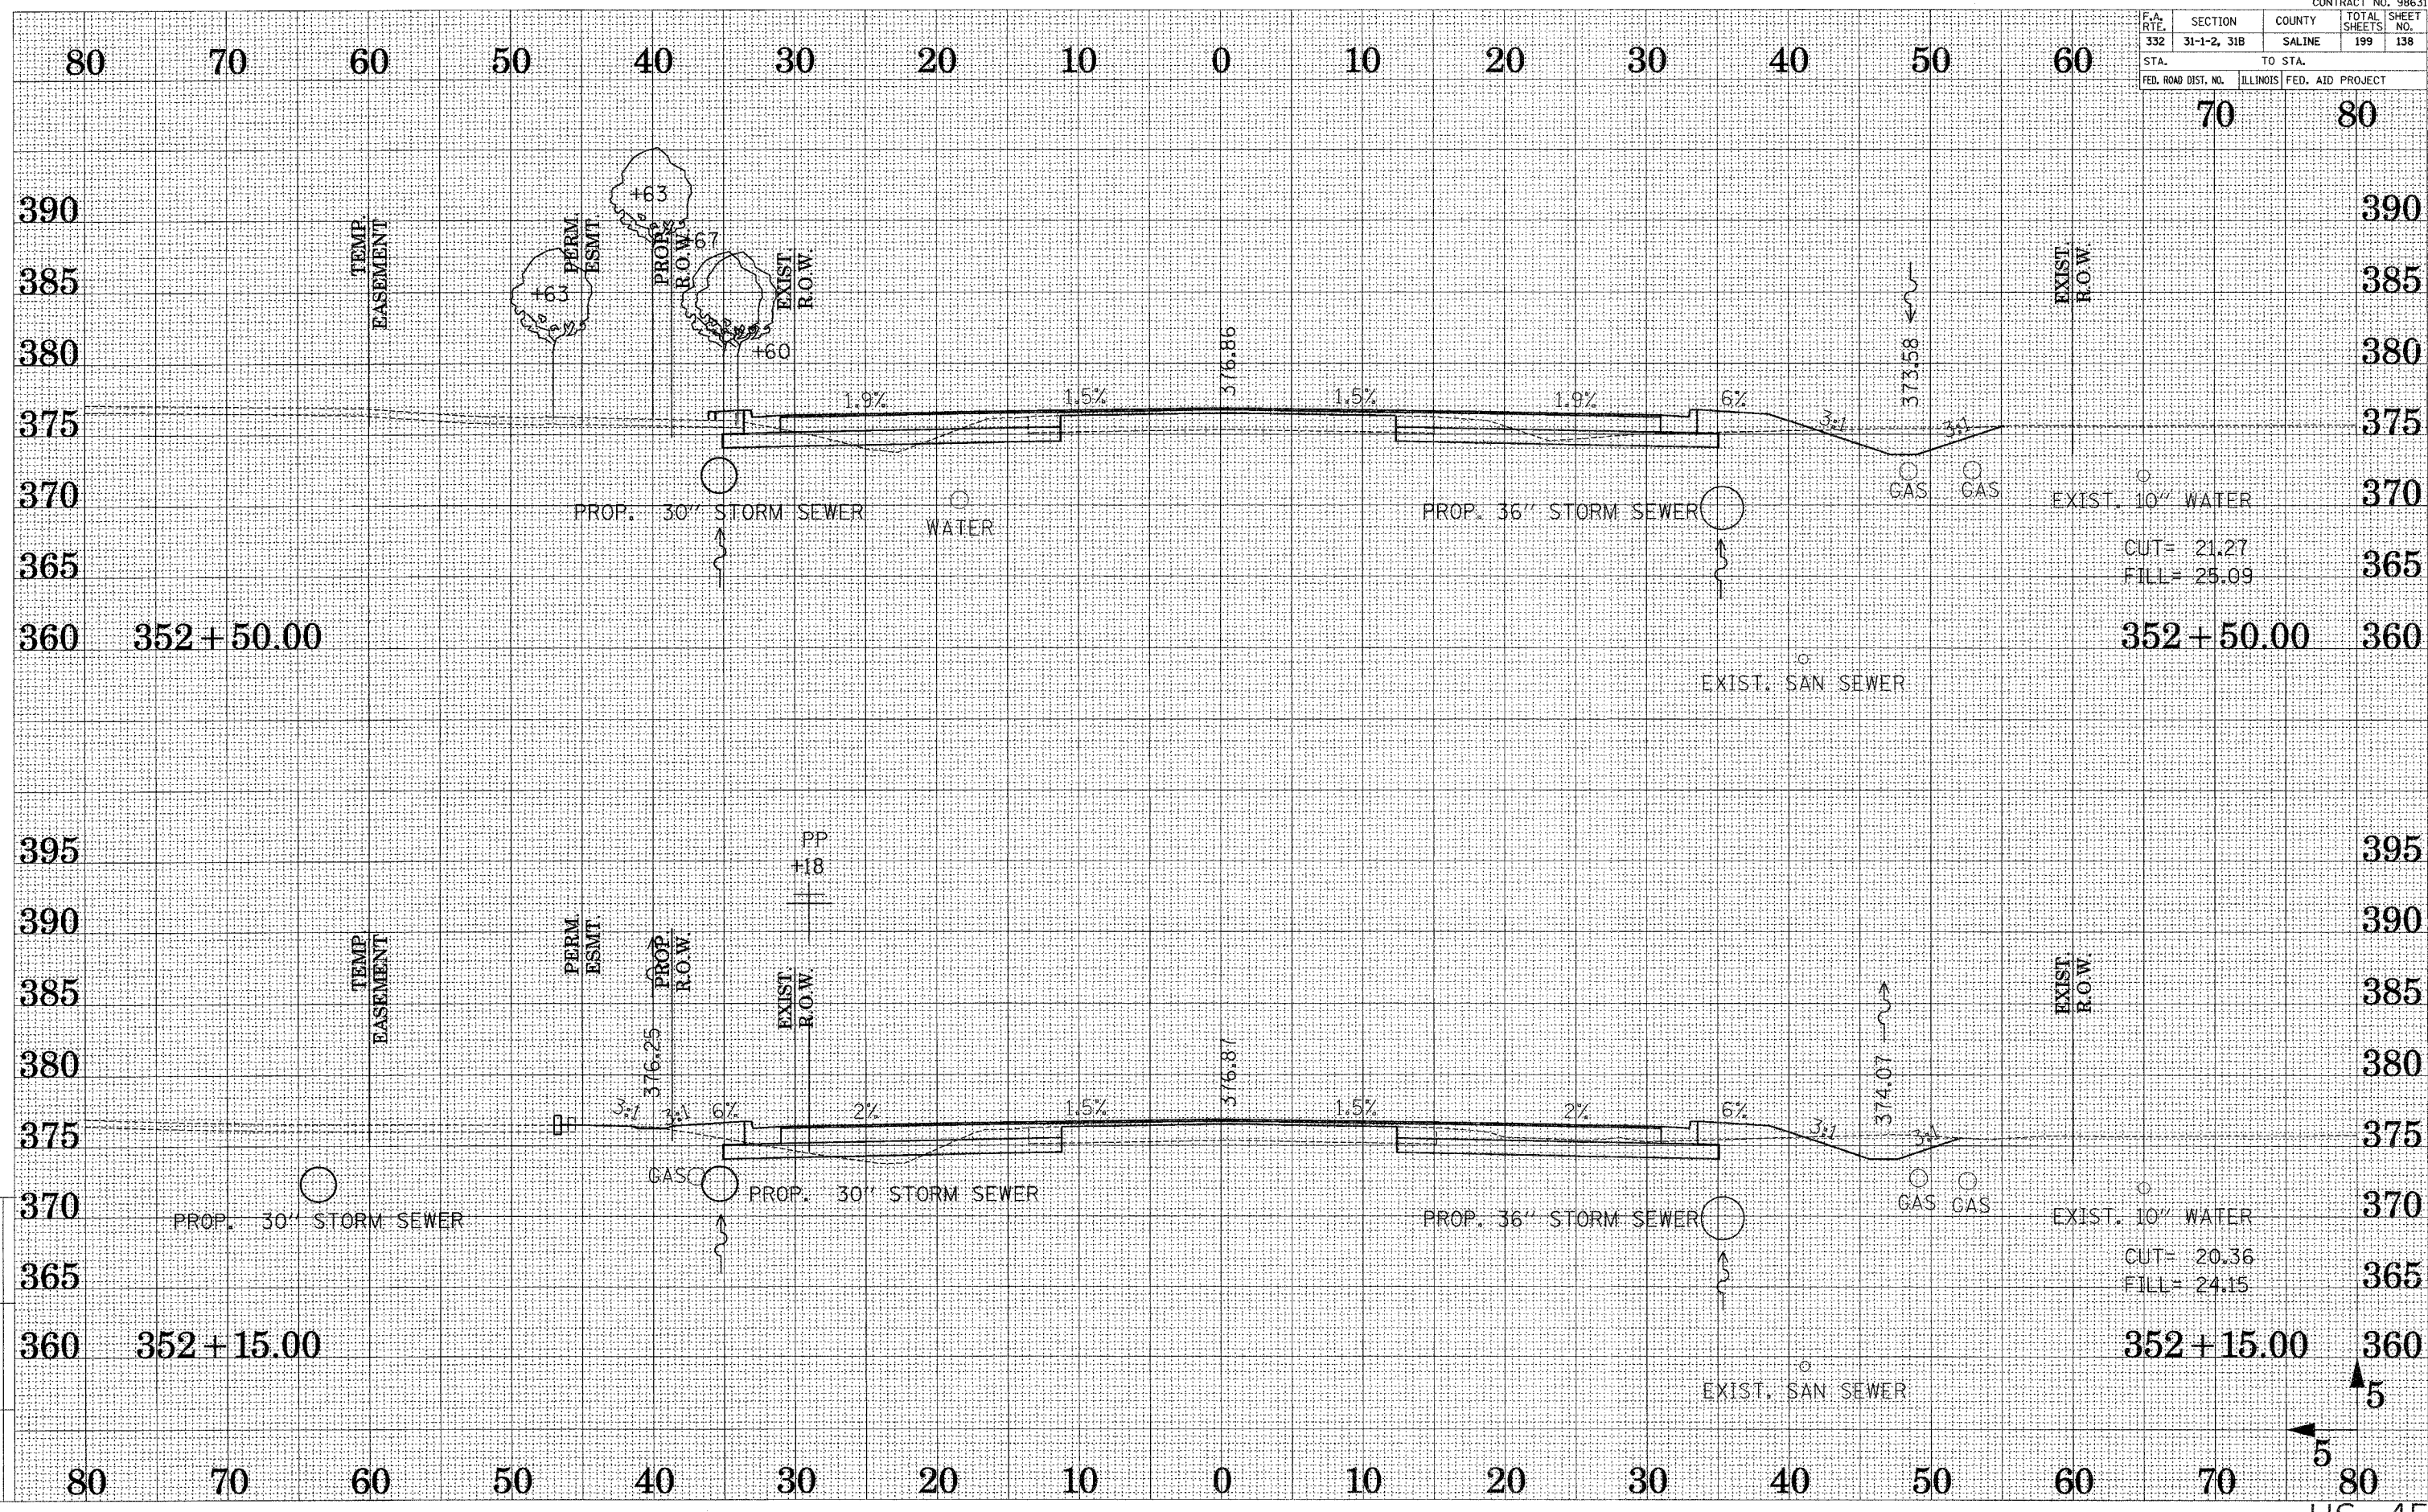 CONTRACT NO. 98631
F.A. RTE. SECTION COUNTY TOTAL SHEETS SHEET NO.
332 31-1-2, 31B SALINE 199 138
STA. TO STA.
FED. ROAD DIST. NO. ILLINOIS FED. AID PROJECT
80 70 60 50 40 30 20 10 0 10 20 30 40 50 60
70 80
+63
390 390
TEMP. EASEMENT
PERM. ESMT.
PROP. R.O.W.
+67
EXIST. R.O.W.
EXIST. R.O.W.
385 +63 385
380 +60 376.86 373.58 380
1.9% 1.5% 1.5% 1.9% 6%
375 3:1 3:1 375
370 GAS GAS 370
PROP. 30" STORM SEWER WATER PROP. 36" STORM SEWER EXIST. 10" WATER
CUT= 21.27
365 365
FILL= 25.09
360 352+50.00 352+50.00 360
EXIST. SAN SEWER
PP
395 395
+18
390 390
TEMP. EASEMENT
PERM. ESMT.
PROP R.O.W.
EXIST. R.O.W.
EXIST. R.O.W.
385 385
380 376.25 376.87 374.07 380
3:1 3:1 6% 2% 1.5% 1.5% 2% 6%
375 3:1 3:1 375
GAS
370 PROP. 30" STORM SEWER GAS GAS 370
PROP. 30" STORM SEWER PROP. 36" STORM SEWER EXIST. 10" WATER
CUT= 20.36
365 365
FILL= 24.15
360 352+15.00 352+15.00 360
EXIST. SAN SEWER
5
5
80 70 60 50 40 30 20 10 0 10 20 30 40 50 60 70 80